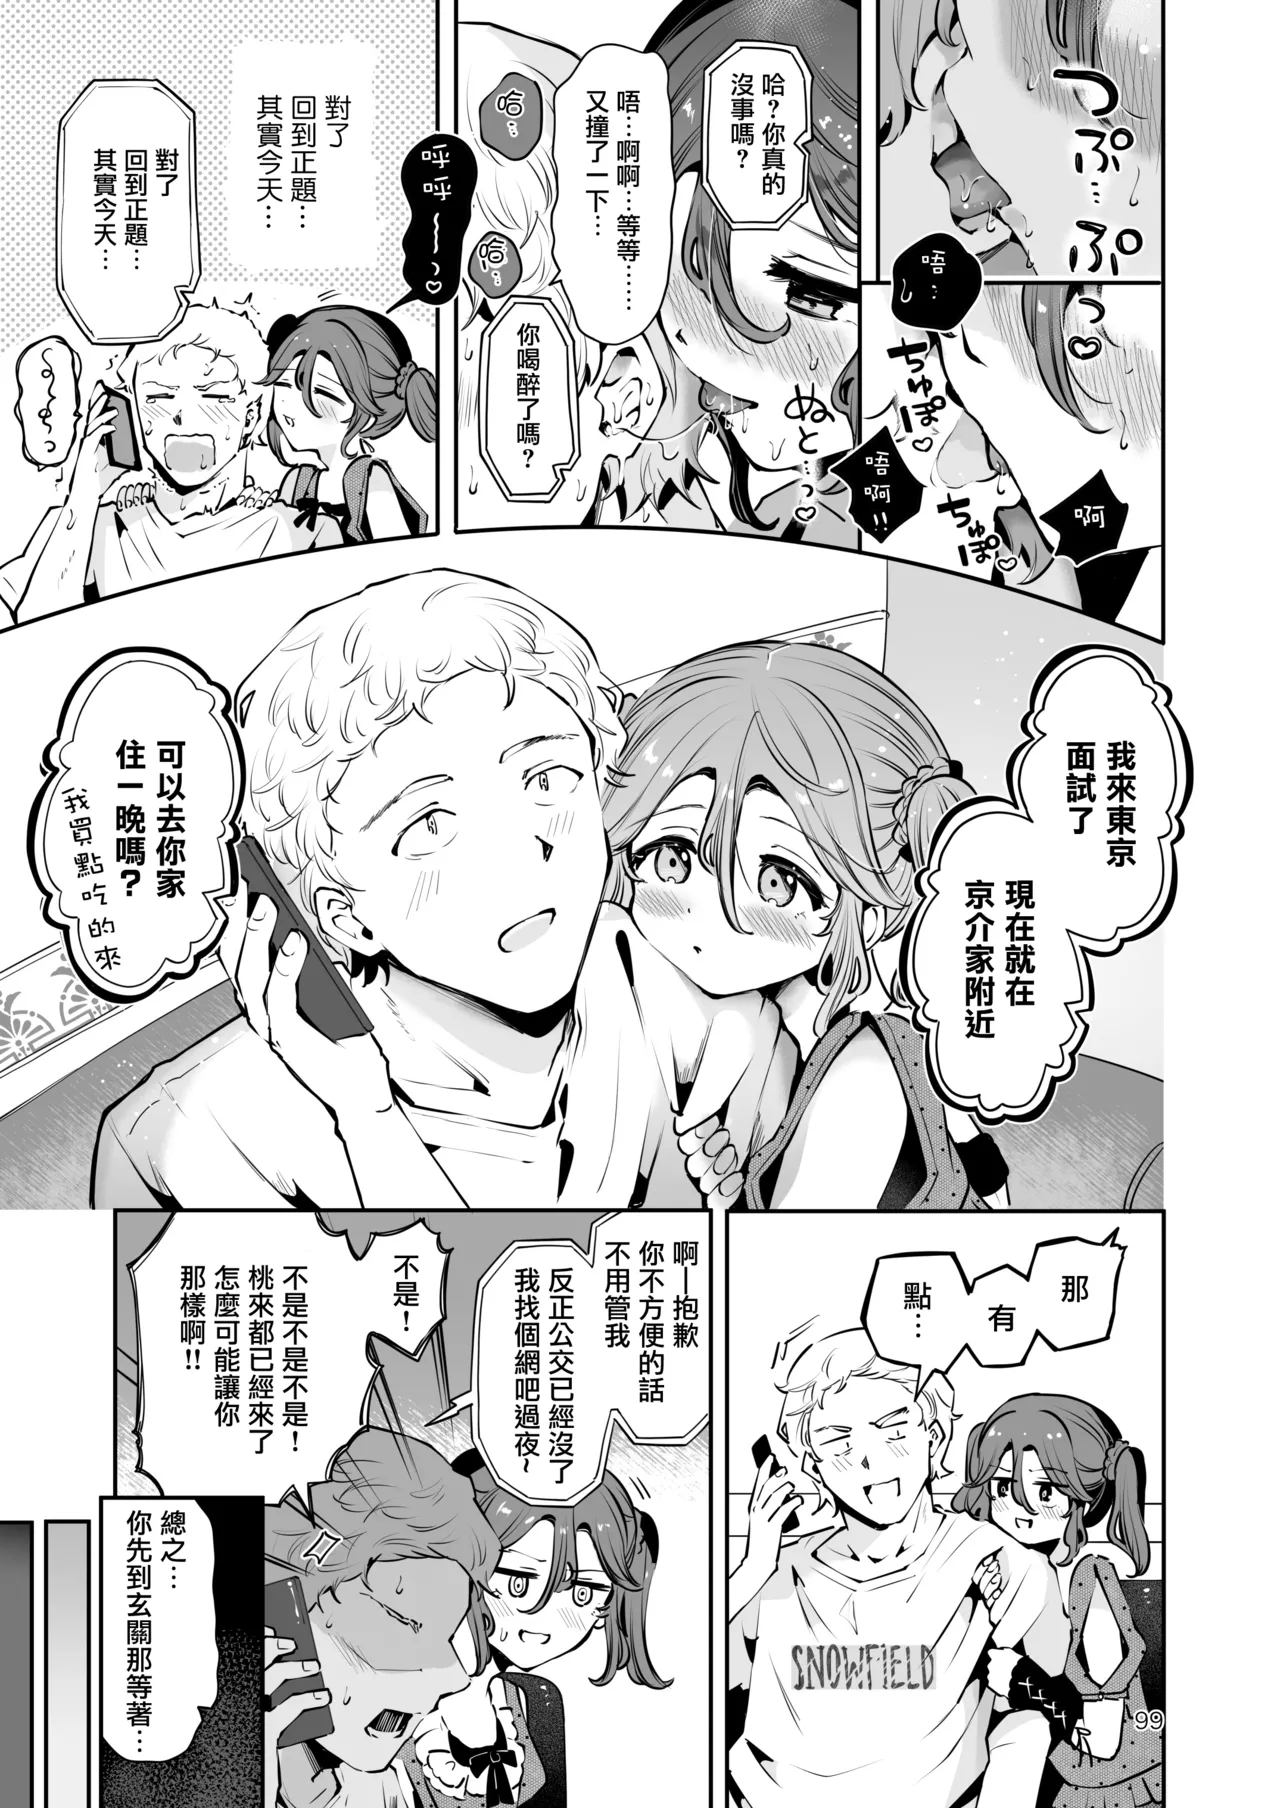 つぷ…ぷ
唔…
ちゅぽ
唔
啊!!
ちゅぽ
啊
哈?你真的
沒事嗎?
唔…啊啊…等等……
又撞了一下…
哈…
哈…
ぬと…っ
你喝醉了嗎?
呼呼~~
對了
回到正題…
其實今天…
對了
回到正題…
其實今天…
我來東京
面試了
現在就在
京介家附近
可以去你家
住一晚嗎?
我買點吃的來
那
有
點…
SNOWFIELD
啊—抱歉
你不方便的話
不用管我
反正公交已經沒了
我找個網吧過夜~
不是!
不是不是不是!
桃來都已經來了
怎麼可能讓你
那樣啊!!
總之…
你先到玄關那等著…
99